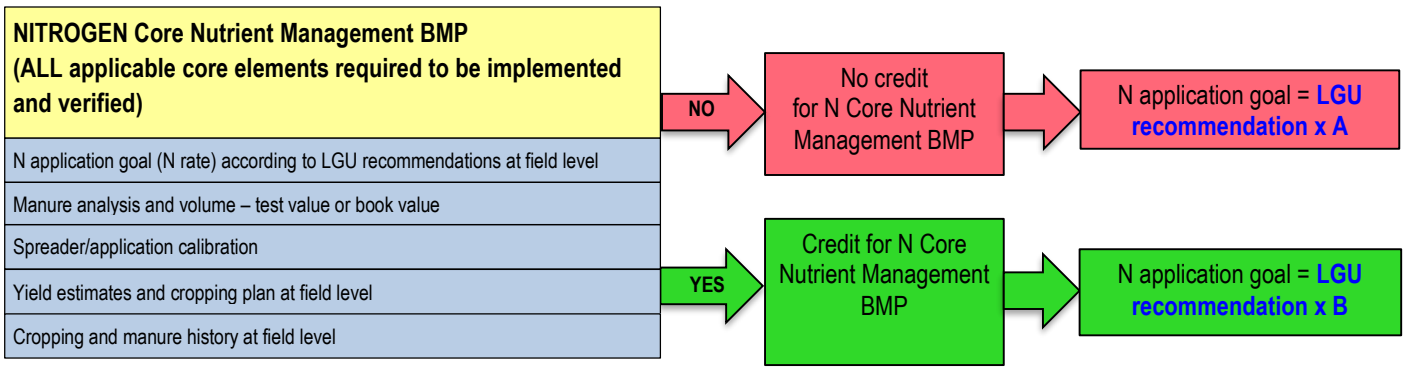 NITROGEN Core Nutrient Management BMP
(ALL applicable core elements required to be implemented
and verified)
N application goal (N rate) according to LGU recommendations at field level
Manure analysis and volume – test value or book value
Spreader/application calibration
Yield estimates and cropping plan at field level
Cropping and manure history at field level
NO
No credit
for N Core Nutrient
Management BMP
N application goal = LGU
recommendation x A
YES
Credit for N Core
Nutrient Management
BMP
N application goal = LGU
recommendation x B